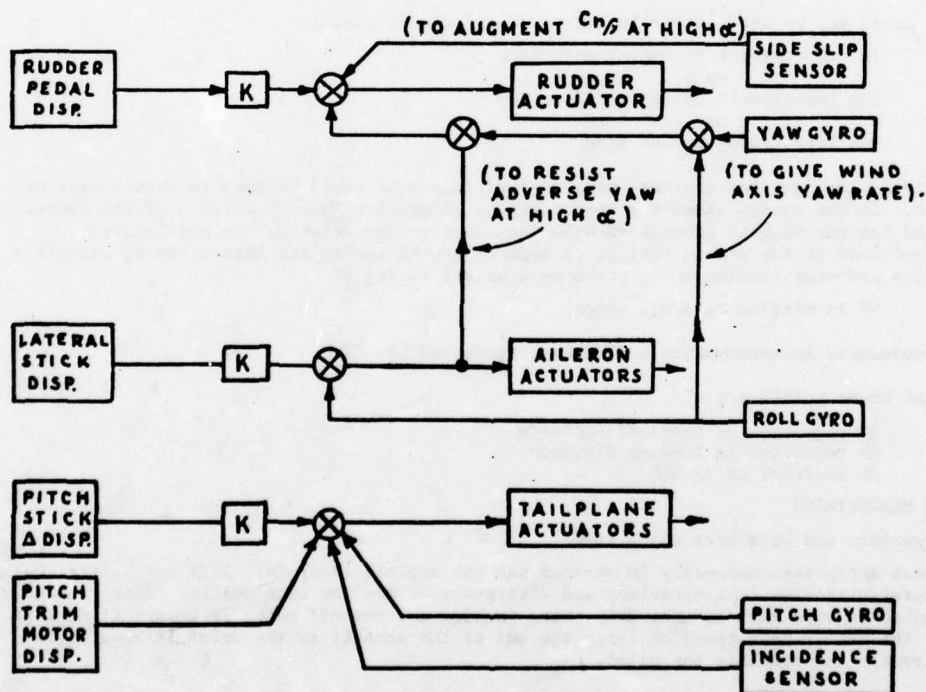 (TO AUGMENT Cnβ AT HIGH α)
SIDE SLIP
SENSOR
RUDDER
PEDAL
DISP.
K
RUDDER
ACTUATOR
YAW GYRO
(TO RESIST
AILERON YAW
AT HIGH α)
(TO GIVE WIND
AXIS YAW RATE).
LATERAL
STICK
DISP.
K
AILERON
ACTUATORS
ROLL GYRO
PITCH
STICK
Δ DISP.
K
TAILPLANE
ACTUATORS
PITCH
TRIM
MOTOR
DISP.
PITCH GYRO
INCIDENCE
SENSOR